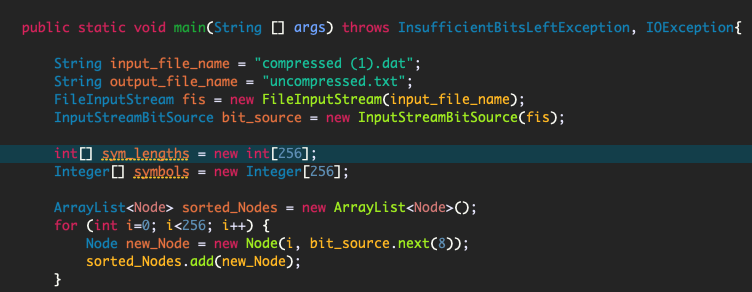 public static void main(String [] args) throws InsufficientBitsLeftException, IOException{
String input_file_name = "compressed (1).dat";
String output_file_name = "uncompressed.txt";
FileInputStream fis = new FileInputStream(input_file_name);
InputStreamBitSource bit_source = new InputStreamBitSource(fis);
int[] sym_lengths = new int[256];
Integer[] symbols = new Integer[256];
ArrayList<Node> sorted_Nodes = new ArrayList<Node>();
for (int i=0; i<256; i++) {
Node new_Node = new Node(i, bit_source.next(8));
sorted_Nodes.add(new_Node);
}